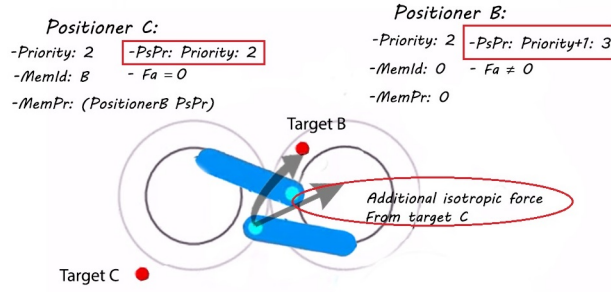 Positioner C:
-Priority: 2
-PsPr: Priority: 2
-MemId: B
- Fa = 0
-MemPr: (PositionerB PsPr)
Positioner B:
-Priority: 2
-PsPr: Priority+1: 3
-MemId: 0
- Fa ≠ 0
-MemPr: 0
Target B
Additional isotropic force
From target C
Target C